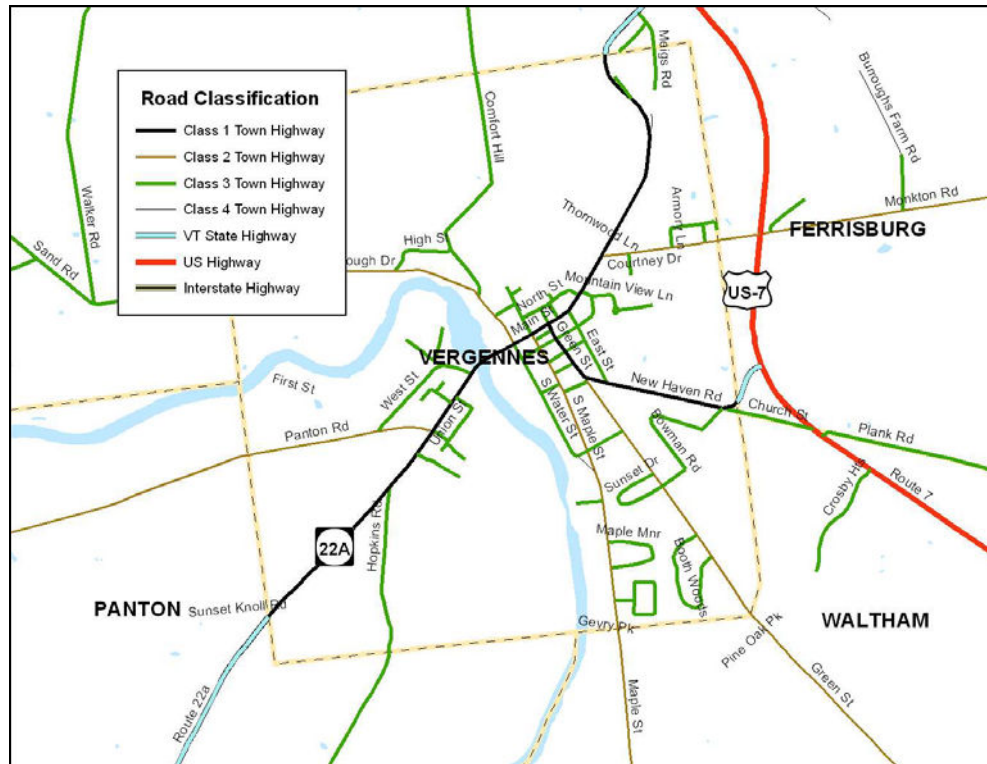 Road Classification
Class 1 Town Highway
Class 2 Town Highway
Class 3 Town Highway
Class 4 Town Highway
VT State Highway
US Highway
Interstate Highway
Meigs Rd
Burroughs Farm Rd
Comfort Hill
Walker Rd
Sand Rd
Monkton Rd
Armory Ln
Thornwood Ln
FERRISBURG
High St
ough Dr
Courtney Dr
Mountain View Ln
US-7
North St
Main St
Green St
East St
VERGENNES
First St
West St
New Haven Rd
Church St
S Water St
S Maple St
Union St
Panton Rd
Bowman Rd
Plank Rd
Sunset Dr
Route 7
Crosby Hts
Hopkins Rd
22A
Maple Mnr
Booth Woods
PANTON
Sunset Knoll Rd
WALTHAM
Gevry Pk
Pine Oak Pk
Green St
Maple St
Route 22a